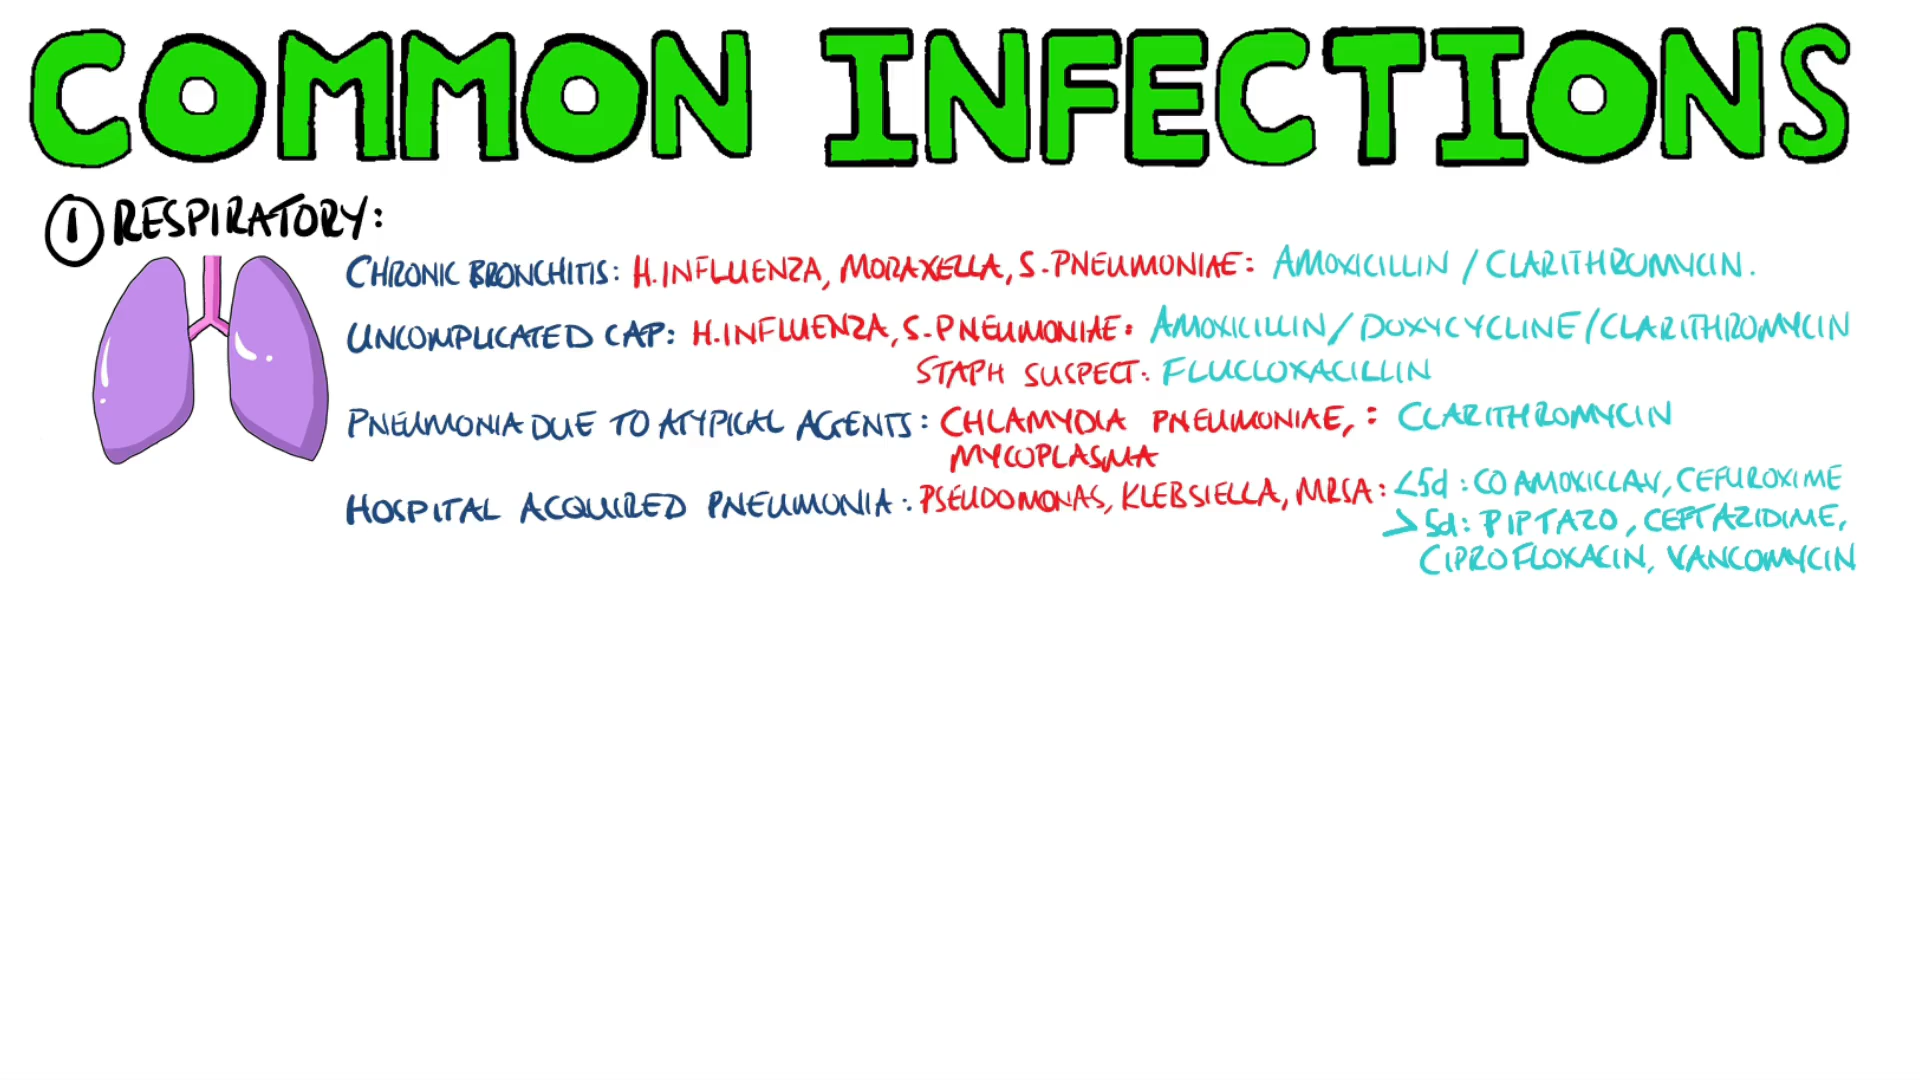 COMMON INFECTIONS
1 RESPIRATORY:
CHRONIC BRONCHITIS: H.INFLUENZA, MORAXELLA, S-PNEUMONIAE: AMOXICILLIN / CLARITHROMYCIN.
UNCOMPLICATED CAP: H.INFLUENZA, S-PNEUMONIAE: AMOXICILLIN/DOXYCYCLINE/CLARITHROMYCIN
STAPH SUSPECT: FLUCLOXACILLIN
PNEUMONIA DUE TO ATYPICAL AGENTS: CHLAMYDIA PNEUMONIAE, : CLARITHROMYCIN
MYCOPLASMA
HOSPITAL ACQUIRED PNEUMONIA: PSEUDOMONAS, KLEBSIELLA, MRSA: <5d: CO AMOXICLAV, CEFUROXIME
>5d: PIPTAZO, CEFTAZIDIME,
CIPROFLOXACIN, VANCOMYCIN